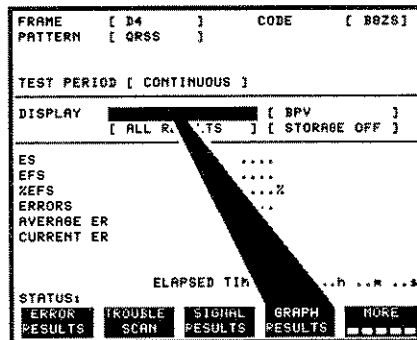 FRAME [ D4 ] CODE [ B8ZS]
PATTERN [ QRSS ]
TEST PERIOD [ CONTINUOUS ]
DISPLAY [ BPV ]
[ ALL ] [ STORAGE OFF ]
ES ....
EFS ....
%EFS ...%
ERRORS ..
AVERAGE ER
CURRENT ER
ELAPSED ..h ..m ..s
STATUS:
ERROR RESULTS TROUBLE SCAN SIGNAL RESULTS GRAPH RESULTS MORE